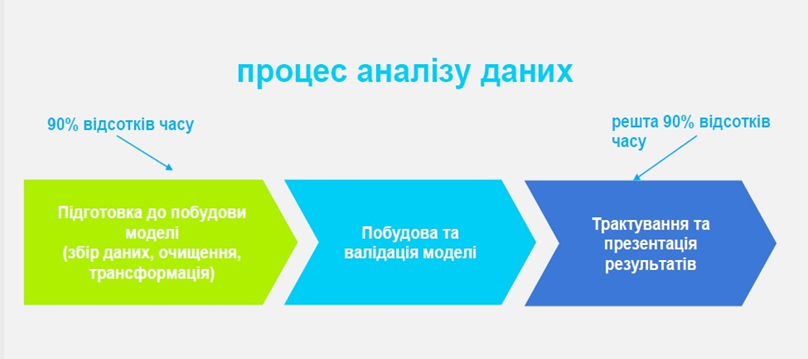 процес аналізу даних
90% відсотків часу
решта 90% відсотків
часу
Підготовка до побудови
моделі
(збір даних, очищення,
трансформація)
Побудова та
валідація моделі
Трактування та
презентація
результатів